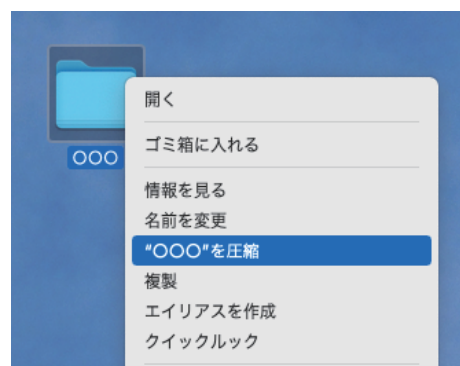 開く
ゴミ箱に入れる
〇〇〇
情報を見る
名前を変更
“〇〇〇”を圧縮
複製
エイリアスを作成
クイックルック